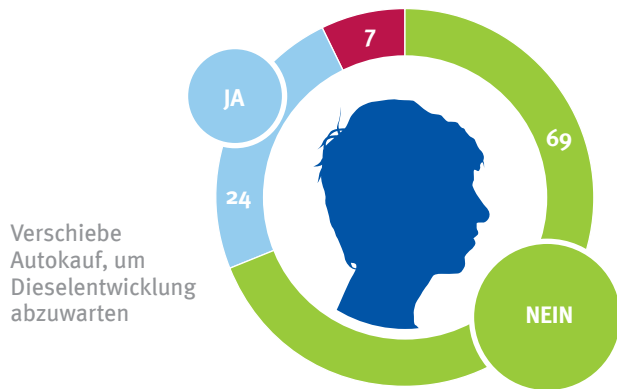 7
JA
69
24
Verschiebe
Autokauf, um
Dieselentwicklung
abzuwarten
NEIN